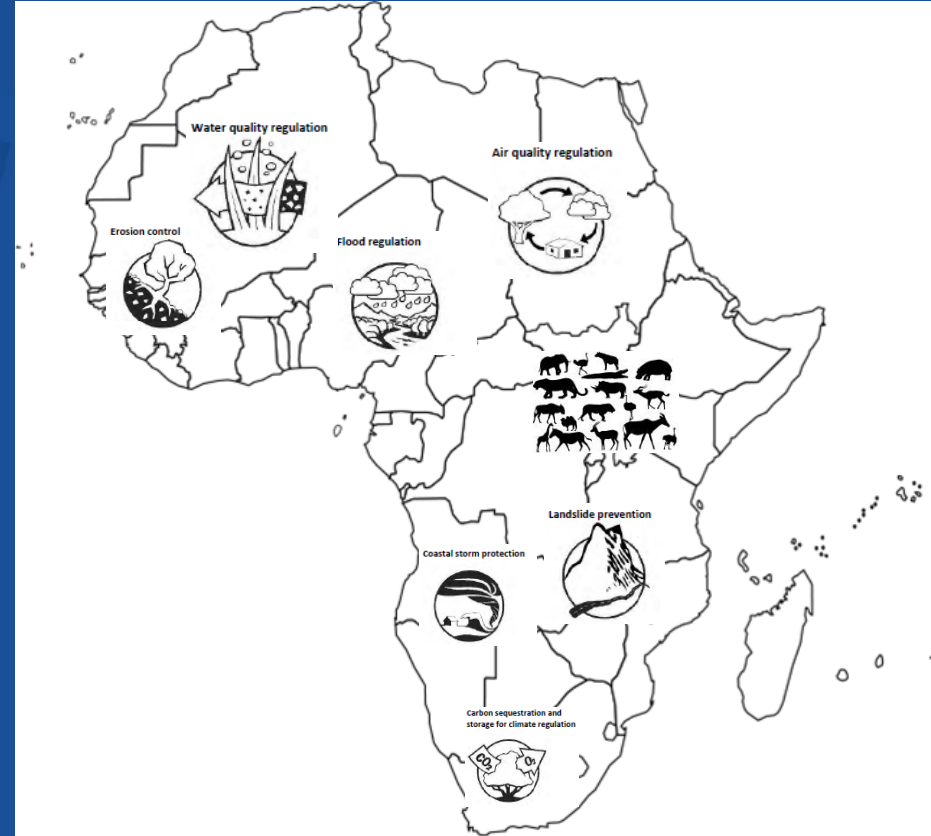 Water quality regulation
Air quality regulation
Erosion control
Flood regulation
Landslide prevention
Coastal storm protection
Carbon sequestration and
storage for climate regulation
CO₂
O₂